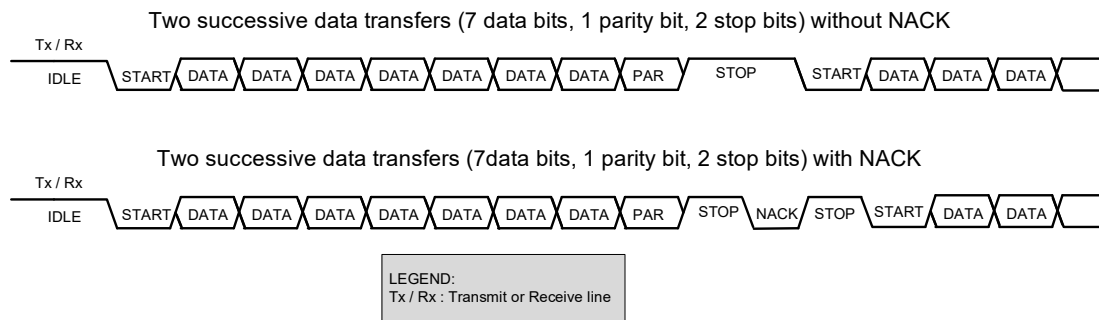 Two successive data transfers (7 data bits, 1 parity bit, 2 stop bits) without NACK
Tx / Rx
IDLE START DATA DATA DATA DATA DATA DATA DATA PAR STOP START DATA DATA DATA
Two successive data transfers (7data bits, 1 parity bit, 2 stop bits) with NACK
Tx / Rx
IDLE START DATA DATA DATA DATA DATA DATA DATA PAR STOP NACK STOP START DATA DATA
LEGEND:
Tx / Rx : Transmit or Receive line